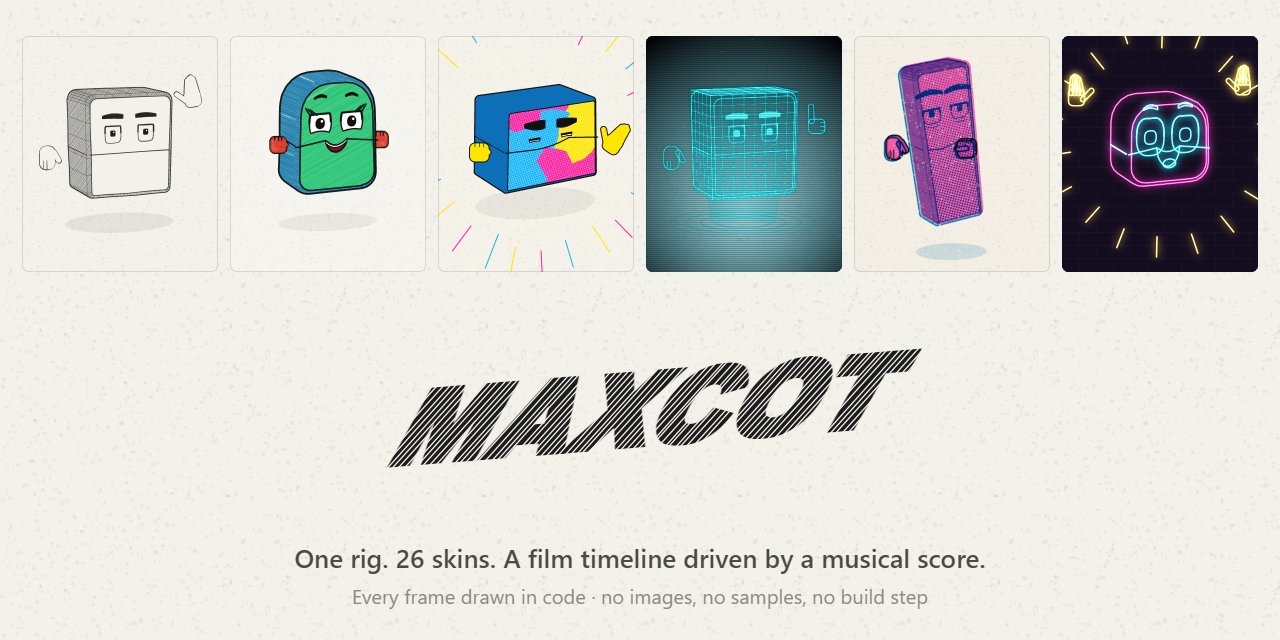 MAXCOT
One rig. 26 skins. A film timeline driven by a musical score.
Every frame drawn in code · no images, no samples, no build step